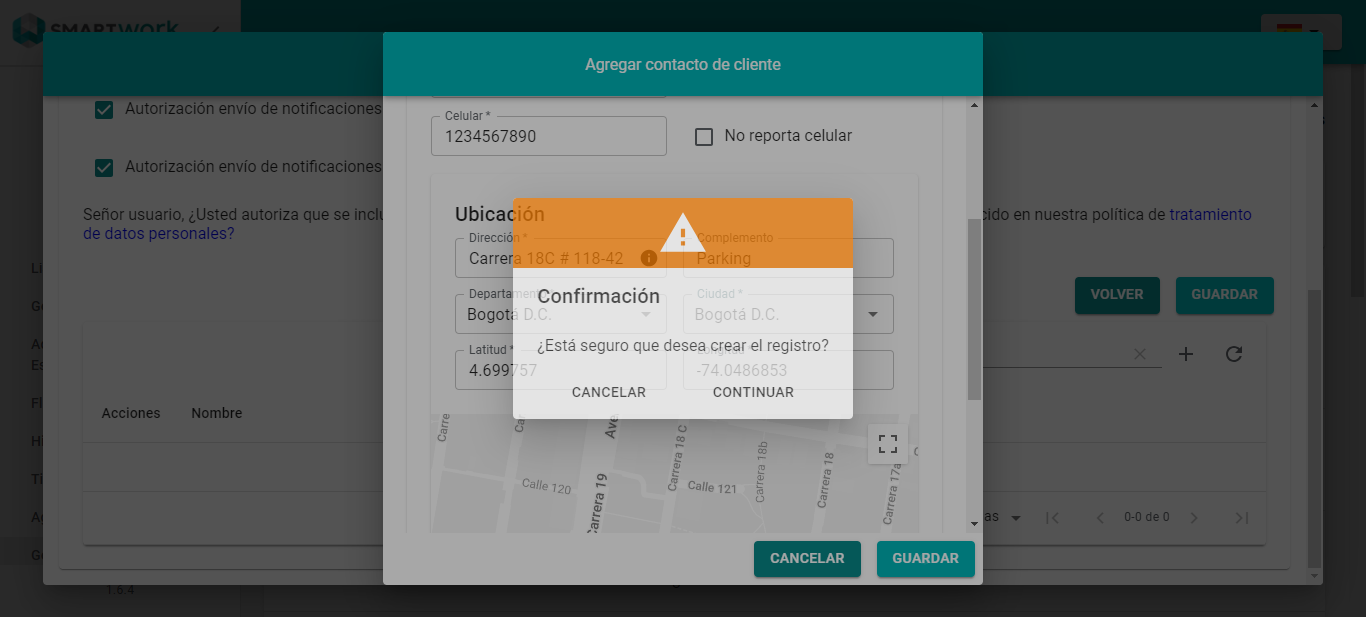 SMARTwork
Agregar contacto de cliente
Autorización envío de notificaciones
Autorización envío de notificaciones
Señor usuario, ¿Usted autoriza que se inclu
cido en nuestra política de tratamiento
de datos personales?
Celular *
1234567890
No reporta celular
Ubicación
Dirección *
Carrera 18C # 118-42
Complemento
Parking
Departamento *
Bogotá D.C.
Ciudad *
Bogotá D.C.
Latitud *
4.699757
Longitud *
-74.0486853
Confirmación
¿Está seguro que desea crear el registro?
CANCELAR
CONTINUAR
VOLVER
GUARDAR
Acciones
Nombre
Carre
Ca
Ave
Carrera 18 C
Carrera 18b
Carrera 18
Carrera 17a
Calle 120
Carrera 19
Calle 121
as
0-0 de 0
CANCELAR
GUARDAR
1.6.4